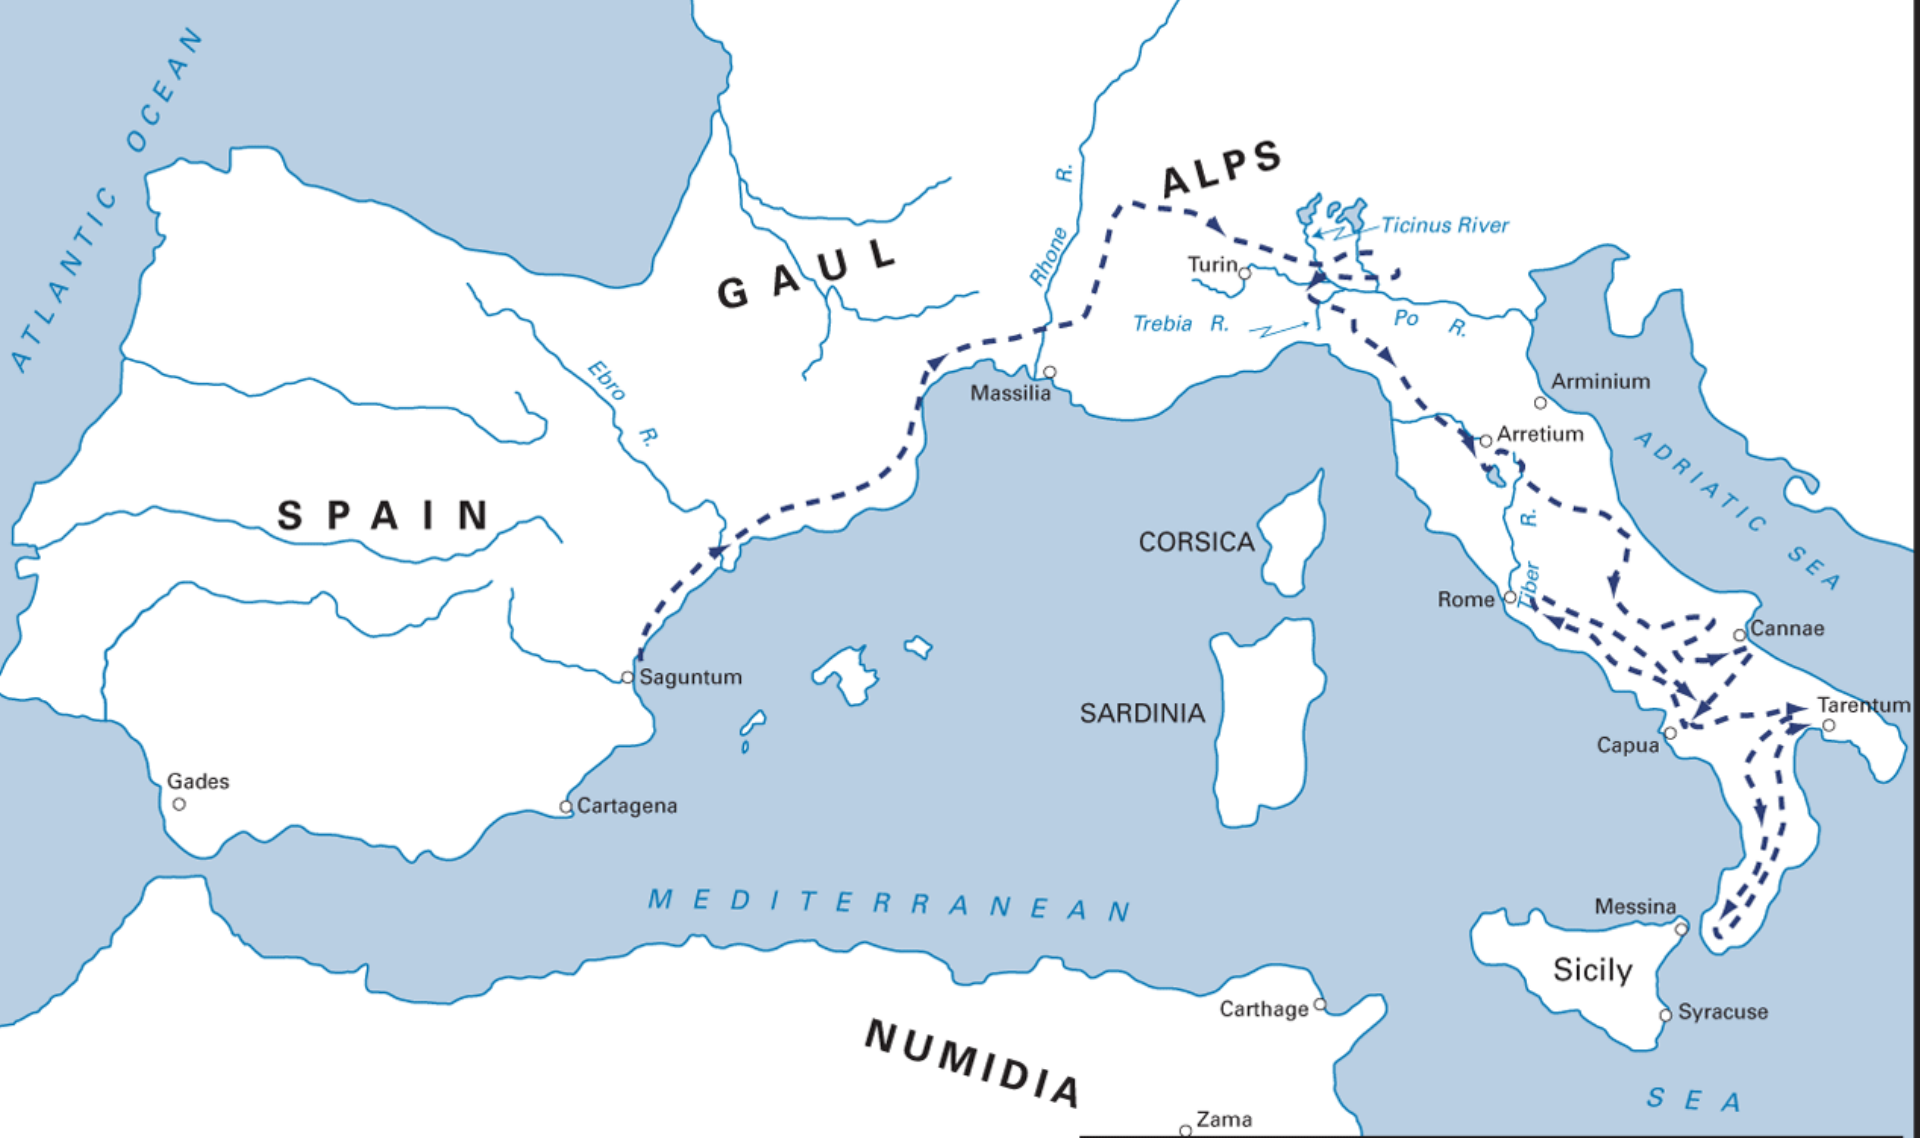 ATLANTIC OCEAN
ALPS
Rhone R.
Ticinus River
GAUL
Turin
Trebia R.
Po R.
Ebro R.
Massilia
Arminium
Arretium
ADRIATIC SEA
SPAIN
CORSICA
Tiber R.
Rome
Cannae
Saguntum
SARDINIA
Tarentum
Capua
Gades
Cartagena
MEDITERRANEAN
Messina
Sicily
Carthage
Syracuse
NUMIDIA
SEA
Zama